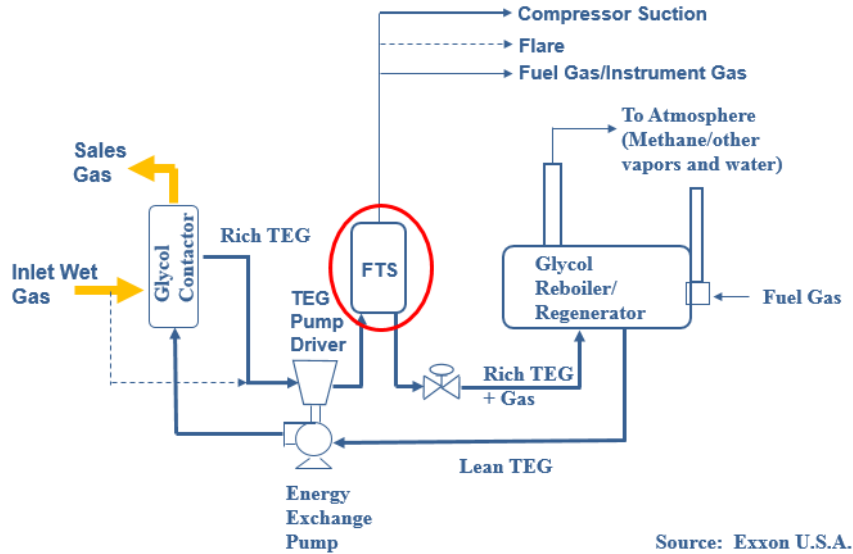 Compressor Suction
Flare
Fuel Gas/Instrument Gas
To Atmosphere
(Methane/other
vapors and water)
Sales
Gas
Glycol
Contactor
Rich TEG
FTS
Glycol
Reboiler/
Regenerator
Inlet Wet
Gas
TEG
Pump
Driver
Fuel Gas
Rich TEG
+ Gas
Lean TEG
Energy
Exchange
Pump
Source: Exxon U.S.A.